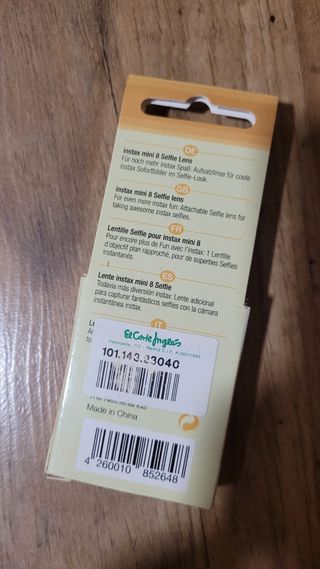 DE
instax mini 8 Selfie Lens
Für noch mehr instax Spaß: Aufsatzlinse für coole
instax Sofortbilder im Selfie-Look.
GB
instax mini 8 Selfie lens
For even more instax fun: Attachable Selfie lens for
taking awesome instax selfies.
FR
Lentille Selfie pour instax mini 8
Pour encore plus de Fun avec l'instax. 1 Lentille
d'objectif plan rapproché, pour de superbes Selfies
instantanés.
ES
Lente instax mini 8 Selfie
Todavía más diversión instax. Lente adicional
para capturar fantásticos selfies con la cámara
instantánea instax.
IT
El Corte Inglés
Hermosilla, 112 - Madrid C.I.F. A-28017895
101.143.23040
Made in China
4 260010 852648